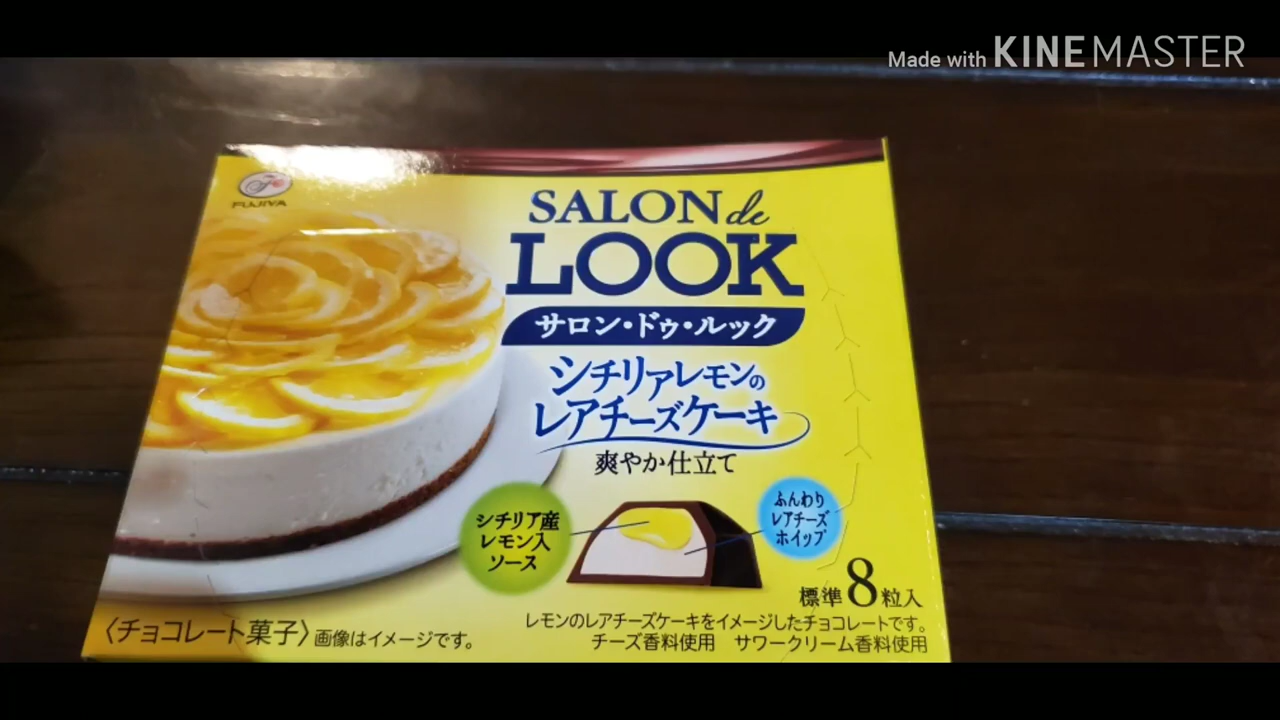 Made with KINEMASTER
FUJIYA
SALON de
LOOK
サロン・ドゥ・ルック
シチリアレモンの
レアチーズケーキ
爽やか仕立て
シチリア産
レモン入
ソース
ふんわり
レアチーズ
ホイップ
標準8粒入
〈チョコレート菓子〉画像はイメージです。
レモンのレアチーズケーキをイメージしたチョコレートです。
チーズ香料使用 サワークリーム香料使用